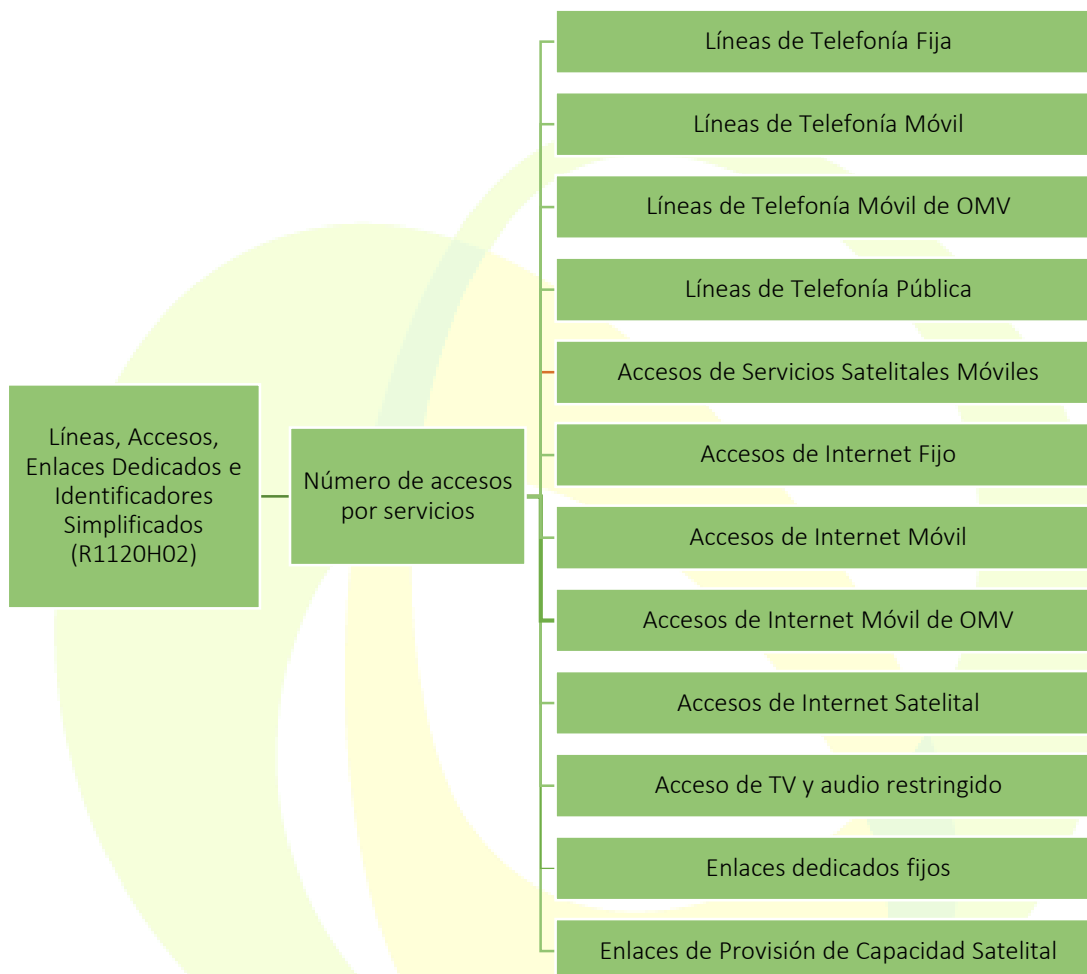 Líneas, Accesos,
Enlaces Dedicados e
Identificadores
Simplificados
(R1120H02)
Número de accesos
por servicios
Líneas de Telefonía Fija
Líneas de Telefonía Móvil
Líneas de Telefonía Móvil de OMV
Líneas de Telefonía Pública
Accesos de Servicios Satelitales Móviles
Accesos de Internet Fijo
Accesos de Internet Móvil
Accesos de Internet Móvil de OMV
Accesos de Internet Satelital
Acceso de TV y audio restringido
Enlaces dedicados fijos
Enlaces de Provisión de Capacidad Satelital